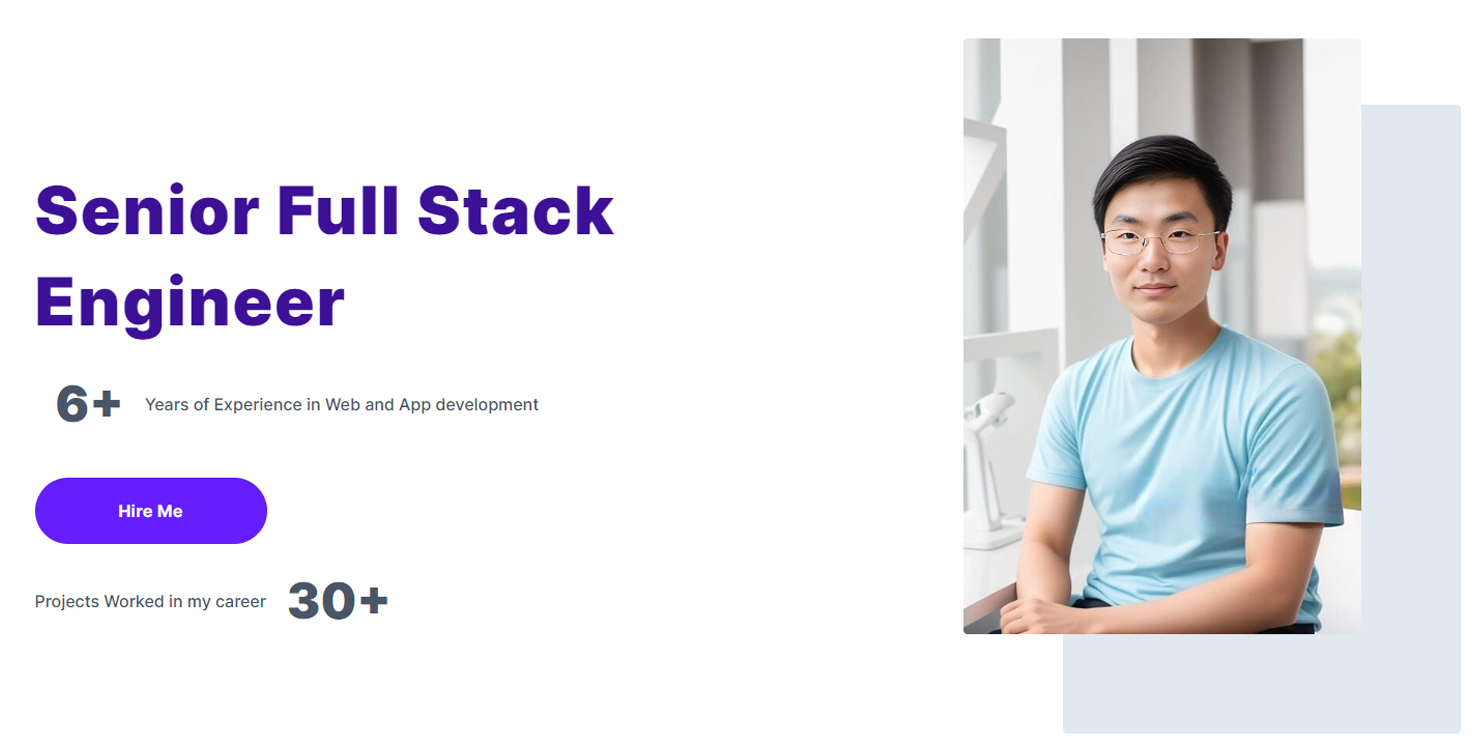 Senior Full Stack
Engineer
6+ Years of Experience in Web and App development
Hire Me
Projects Worked in my career 30+